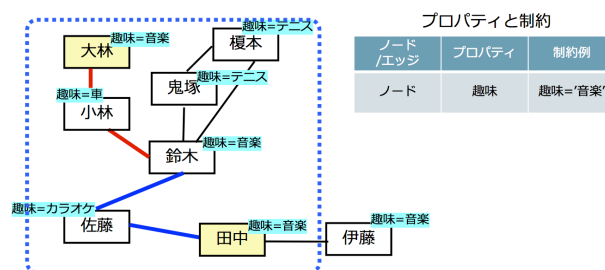 プロパティと制約
趣味=テニス
趣味=音楽
榎本
大林
ノード
/エッジ
プロパティ
制約例
趣味=テニス
鬼塚
趣味=車
小林
ノード
趣味
趣味='音楽'
趣味=音楽
鈴木
趣味=カラオケ
佐藤
趣味=音楽
田中
趣味=音楽
伊藤